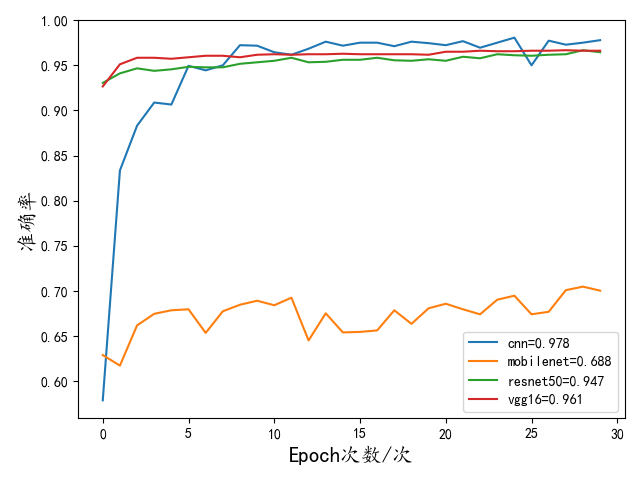 1.00
0.95
0.90
0.85
0.80
0.75
0.70
0.65
0.60
准确率
cnn=0.978
mobilenet=0.688
resnet50=0.947
vgg16=0.961
0 5 10 15 20 25 30
Epoch次数/次